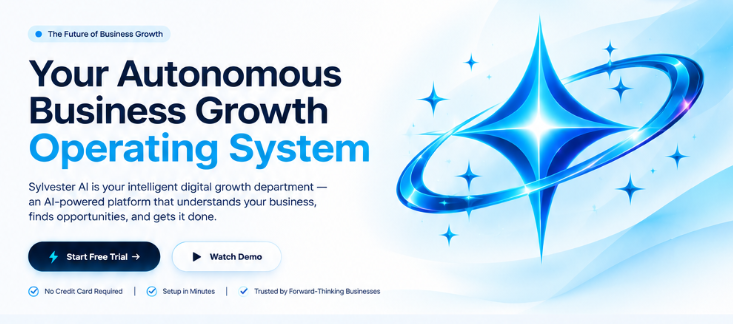 The Future of Business Growth
Your Autonomous
Business Growth
Operating System
Sylvester AI is your intelligent digital growth department —
an AI-powered platform that understands your business,
finds opportunities, and gets it done.
Start Free Trial →
Watch Demo
No Credit Card Required | Setup in Minutes | Trusted by Forward-Thinking Businesses